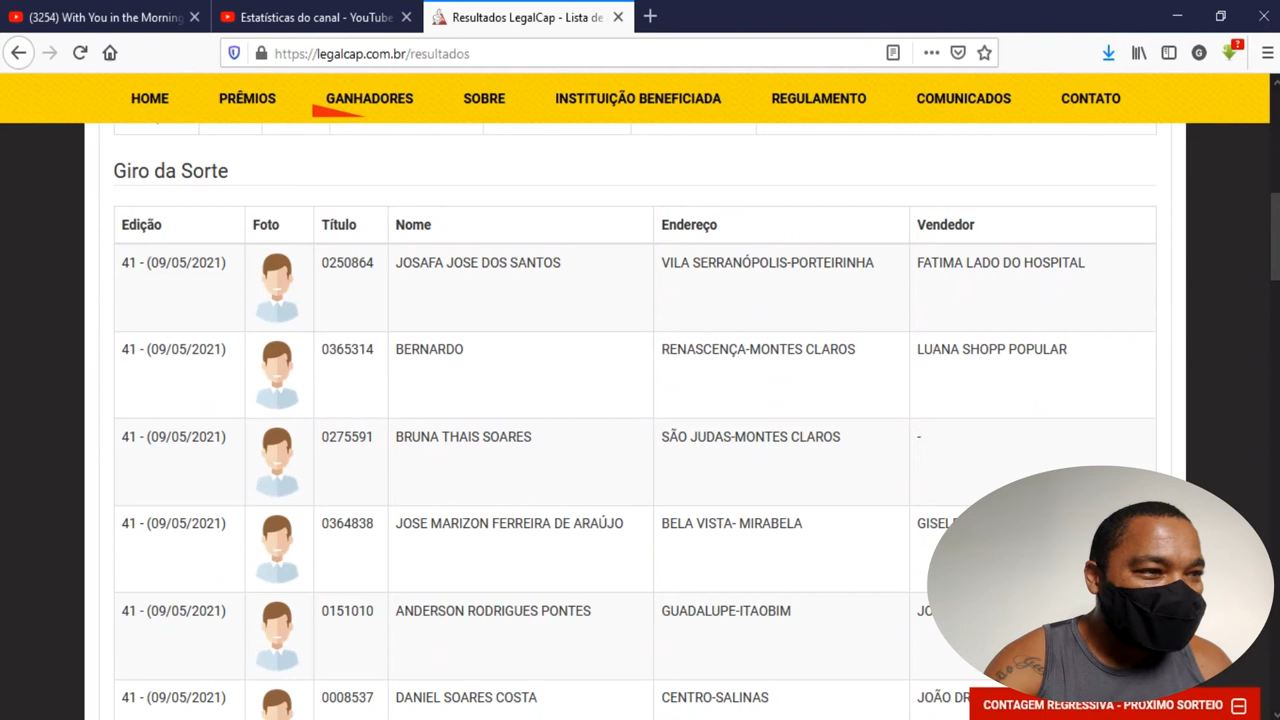 (3254) With You in the Morning
Estatísticas do canal - YouTube
Resultados LegalCap - Lista de
https://legalcap.com.br/resultados
G
?
HOME PRÊMIOS GANHADORES SOBRE INSTITUIÇÃO BENEFICIADA REGULAMENTO COMUNICADOS CONTATO
Giro da Sorte
Edição Foto Título Nome Endereço Vendedor
41 - (09/05/2021) 0250864 JOSAFA JOSE DOS SANTOS VILA SERRANÓPOLIS-PORTEIRINHA FATIMA LADO DO HOSPITAL
41 - (09/05/2021) 0365314 BERNARDO RENASCENÇA-MONTES CLAROS LUANA SHOPP POPULAR
41 - (09/05/2021) 0275591 BRUNA THAIS SOARES SÃO JUDAS-MONTES CLAROS -
41 - (09/05/2021) 0364838 JOSE MARIZON FERREIRA DE ARAÚJO BELA VISTA- MIRABELA
41 - (09/05/2021) 0151010 ANDERSON RODRIGUES PONTES GUADALUPE-ITAOBIM
41 - (09/05/2021) 0008537 DANIEL SOARES COSTA CENTRO-SALINAS JOÃO
CONTAGEM REGRESSIVA - PRÓXIMO SORTEIO